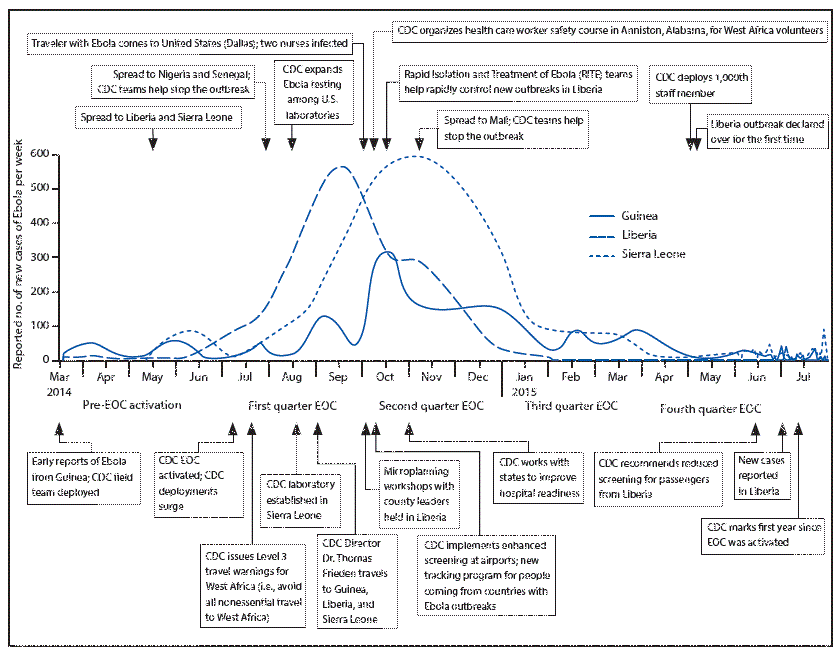 CDC organizes health care worker safety course in Anniston, Alabama, for West Africa volunteers
Traveler with Ebola comes to United States (Dallas); two nurses infected
Spread to Nigeria and Senegal;
CDC teams help stop the outbreak
CDC expands
Ebola testing
among U.S.
laboratories
Rapid Isolation and Treatment of Ebola (RITE) teams
help rapidly control new outbreaks in Liberia
CDC deploys 1,000th
staff member
Spread to Liberia and Sierra Leone
Spread to Mali; CDC teams help
stop the outbreak
Liberia outbreak declared
over for the first time
Reported no. of new cases of Ebola per week
600
500
400
300
200
100
0
Guinea
Liberia
Sierra Leone
Mar Apr May Jun Jul Aug Sep Oct Nov Dec Jan Feb Mar Apr May Jun Jul
2014 2015
Pre-EOC activation First quarter EOC Second quarter EOC Third quarter EOC Fourth quarter EOC
Early reports of Ebola
from Guinea; CDC field
team deployed
CDC EOC
activated; CDC
deployments
surge
CDC laboratory
established in
Sierra Leone
Microplanning
workshops with
county leaders
held in Liberia
CDC works with
states to improve
hospital readiness
CDC recommends reduced
screening for passengers
from Liberia
New cases
reported
in Liberia
CDC marks first year since
EOC was activated
CDC issues Level 3
travel warnings for
West Africa (i.e., avoid
all nonessential travel
to West Africa)
CDC Director
Dr. Thomas
Frieden travels
to Guinea,
Liberia, and
Sierra Leone
CDC implements enhanced
screening at airports; new
tracking program for people
coming from countries with
Ebola outbreaks